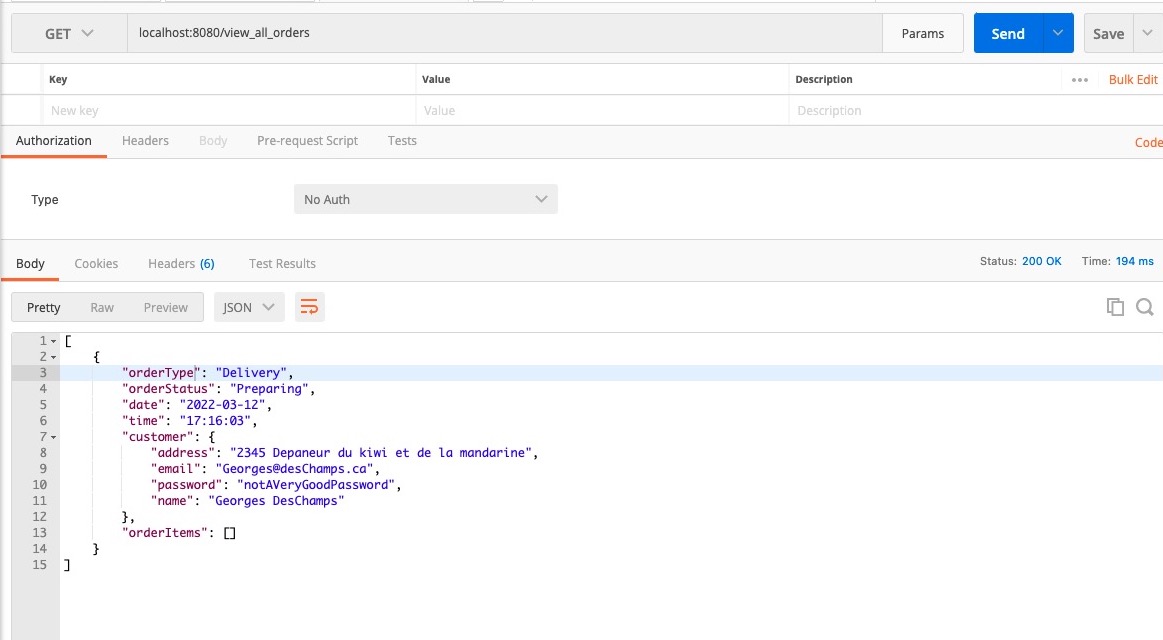 GET localhost:8080/view_all_orders Params Send Save
Key Value Description ••• Bulk Edit
New key Value Description
Authorization Headers Body Pre-request Script Tests Code
Type No Auth
Body Cookies Headers (6) Test Results Status: 200 OK Time: 194 ms
Pretty Raw Preview JSON
1 [
2 {
3 "orderType": "Delivery",
4 "orderStatus": "Preparing",
5 "date": "2022-03-12",
6 "time": "17:16:03",
7 "customer": {
8 "address": "2345 Depaneur du kiwi et de la mandarine",
9 "email": "Georges@desChamps.ca",
10 "password": "notAVeryGoodPassword",
11 "name": "Georges DesChamps"
12 },
13 "orderItems": []
14 }
15 ]